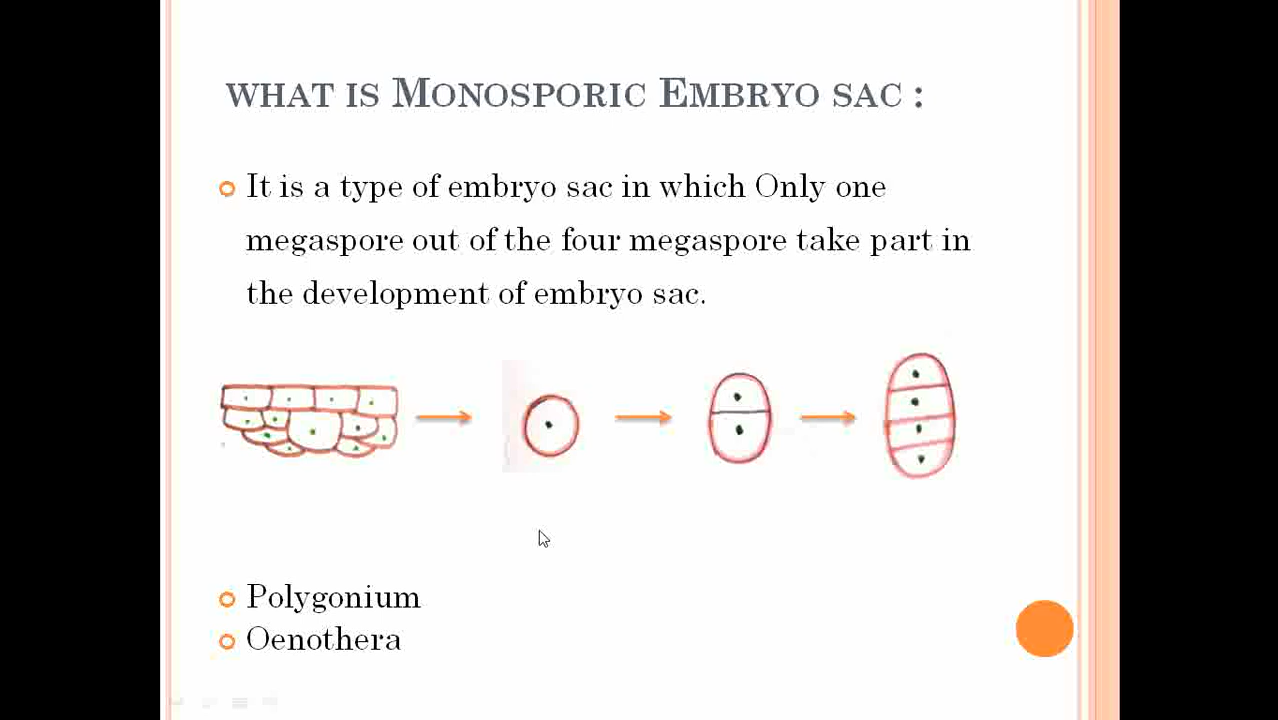 WHAT IS MONOSPORIC EMBRYO SAC :
It is a type of embryo sac in which Only one
megaspore out of the four megaspore take part in
the development of embryo sac.
Polygonium
Oenothera